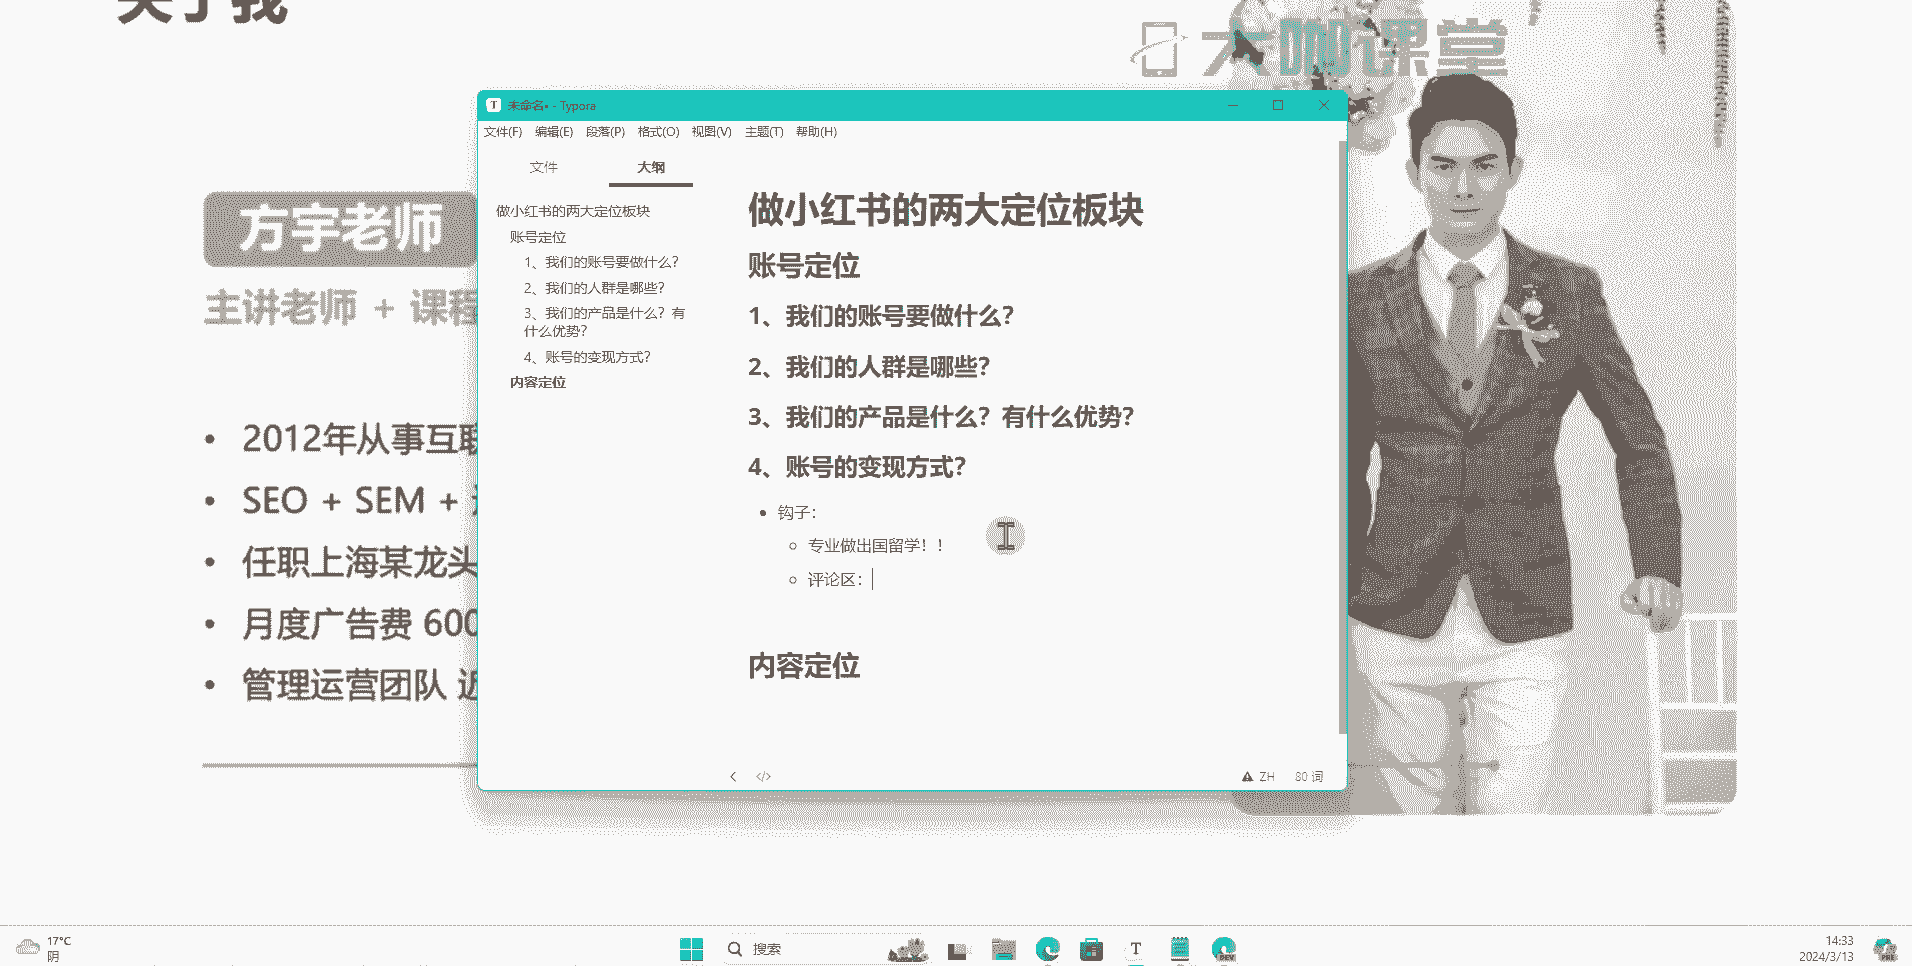 关于我
大咖课堂
方宇老师
主讲老师 + 课程
2012年从事互联
SEO + SEM +
任职上海某龙头
月度广告费 600
管理运营团队 近
未命名• - Typora
文件(F) 编辑(E) 段落(P) 格式(O) 视图(V) 主题(T) 帮助(H)
文件 大纲
做小红书的两大定位板块
账号定位
1、我们的账号要做什么?
2、我们的人群是哪些?
3、我们的产品是什么? 有
什么优势?
4、账号的变现方式?
内容定位
做小红书的两大定位板块
账号定位
1、我们的账号要做什么?
2、我们的人群是哪些?
3、我们的产品是什么? 有什么优势?
4、账号的变现方式?
钩子:
专业做出国留学! !
评论区:
内容定位
ZH 80 词
17°C
阴
搜索
14:33
2024/3/13